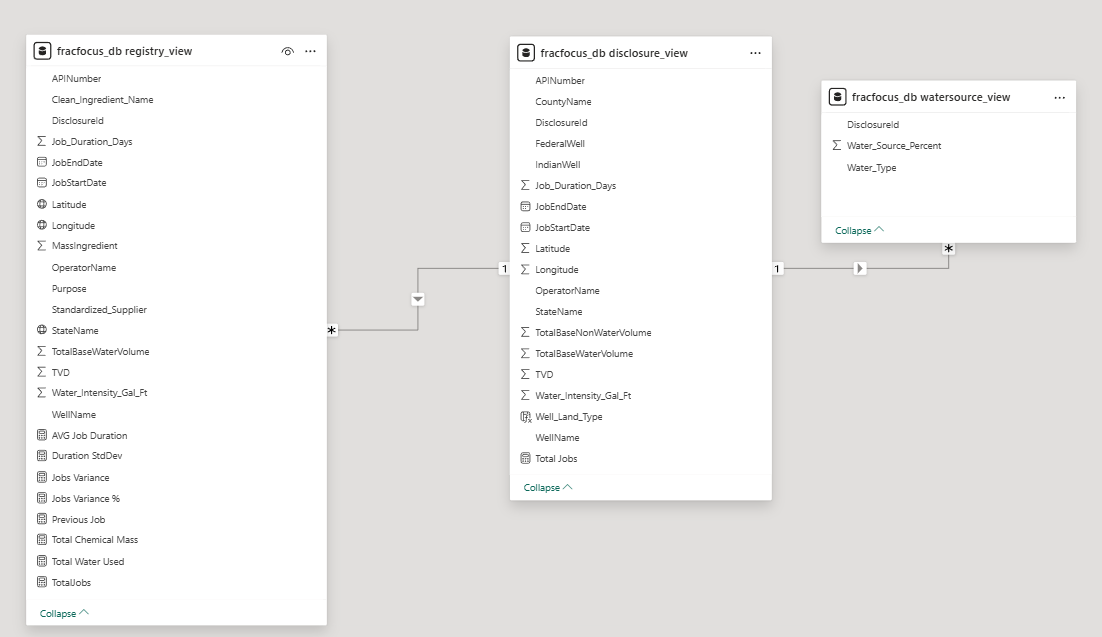 fracfocus_db registry_view
APINumber
Clean_Ingredient_Name
DisclosureId
Job_Duration_Days
JobEndDate
JobStartDate
Latitude
Longitude
MassIngredient
OperatorName
Purpose
Standardized_Supplier
StateName
TotalBaseWaterVolume
TVD
Water_Intensity_Gal_Ft
WellName
AVG Job Duration
Duration StdDev
Jobs Variance
Jobs Variance %
Previous Job
Total Chemical Mass
Total Water Used
TotalJobs
Collapse
*
1
fracfocus_db disclosure_view
APINumber
CountyName
DisclosureId
FederalWell
IndianWell
Job_Duration_Days
JobEndDate
JobStartDate
Latitude
Longitude
OperatorName
StateName
TotalBaseNonWaterVolume
TotalBaseWaterVolume
TVD
Water_Intensity_Gal_Ft
Well_Land_Type
WellName
Total Jobs
Collapse
1
*
fracfocus_db watersource_view
DisclosureId
Water_Source_Percent
Water_Type
Collapse